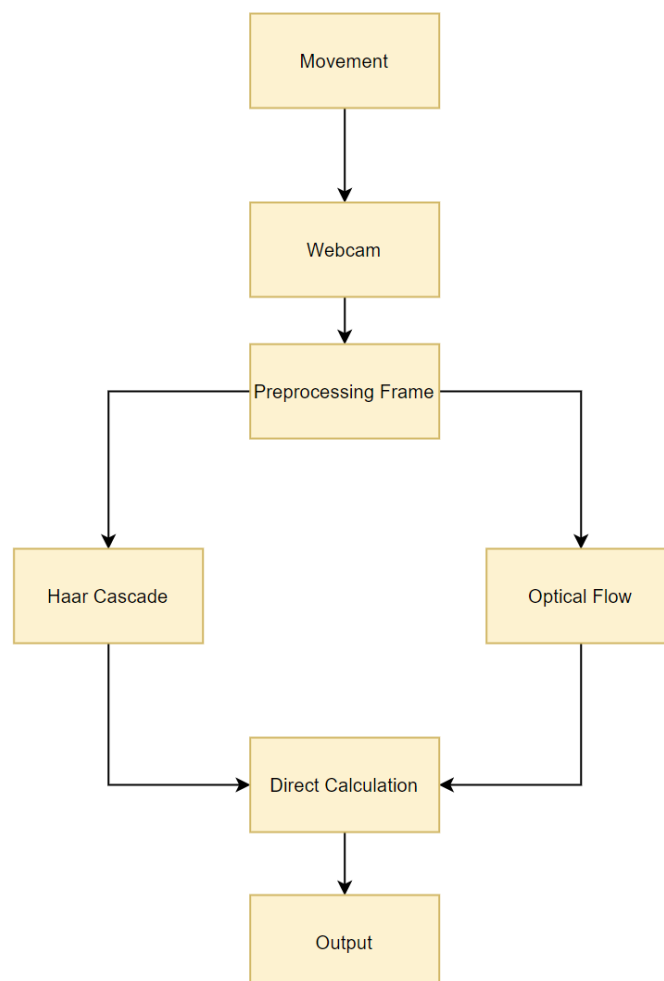 Movement
Webcam
Preprocessing Frame
Haar Cascade
Optical Flow
Direct Calculation
Output